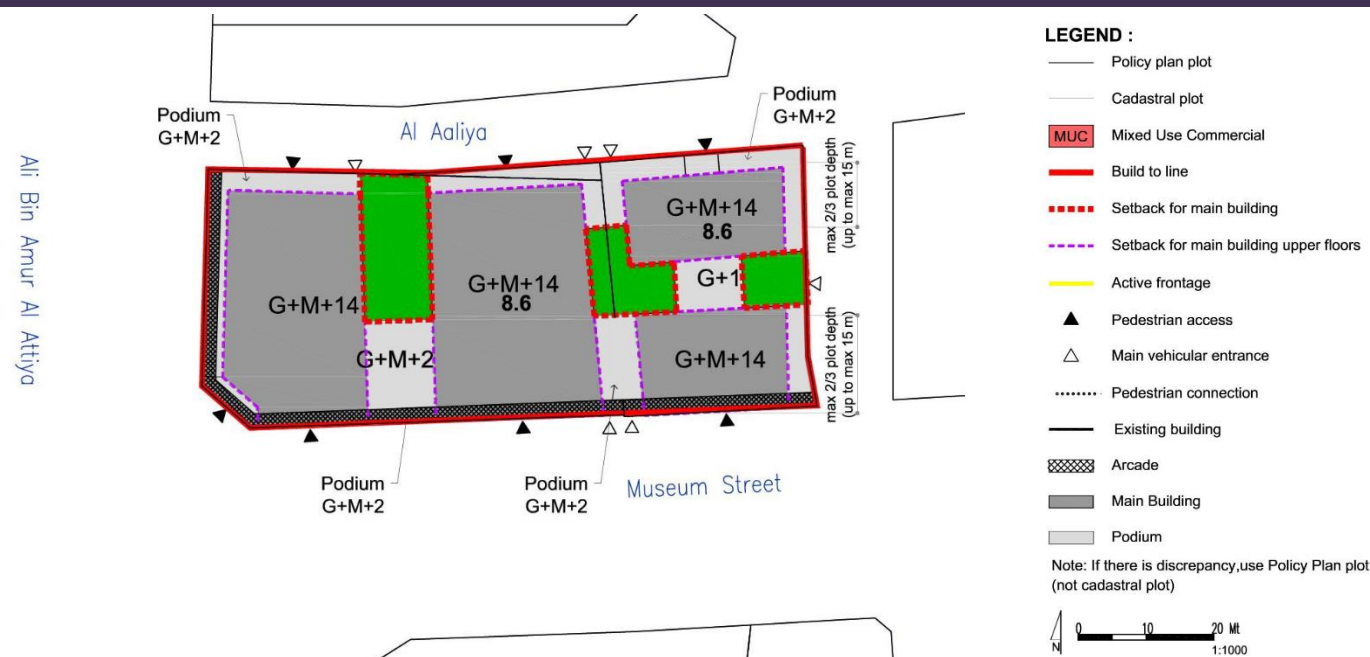 Podium
G+M+2
Al Aaliya
Podium
G+M+2
Ali Bin Amur Al Attiya
G+M+14
G+M+14
8.6
G+M+14
8.6
G+1
G+M+2
G+M+14
max 2/3 plot depth
(up to max 15 m)
max 2/3 plot depth
(up to max 15 m)
Podium
G+M+2
Podium
G+M+2
Museum Street
LEGEND :
Policy plan plot
Cadastral plot
MUC Mixed Use Commercial
Build to line
Setback for main building
Setback for main building upper floors
Active frontage
Pedestrian access
Main vehicular entrance
Pedestrian connection
Existing building
Arcade
Main Building
Podium
Note: If there is discrepancy,use Policy Plan plot
(not cadastral plot)
N 0 10 20 Mt
1:1000